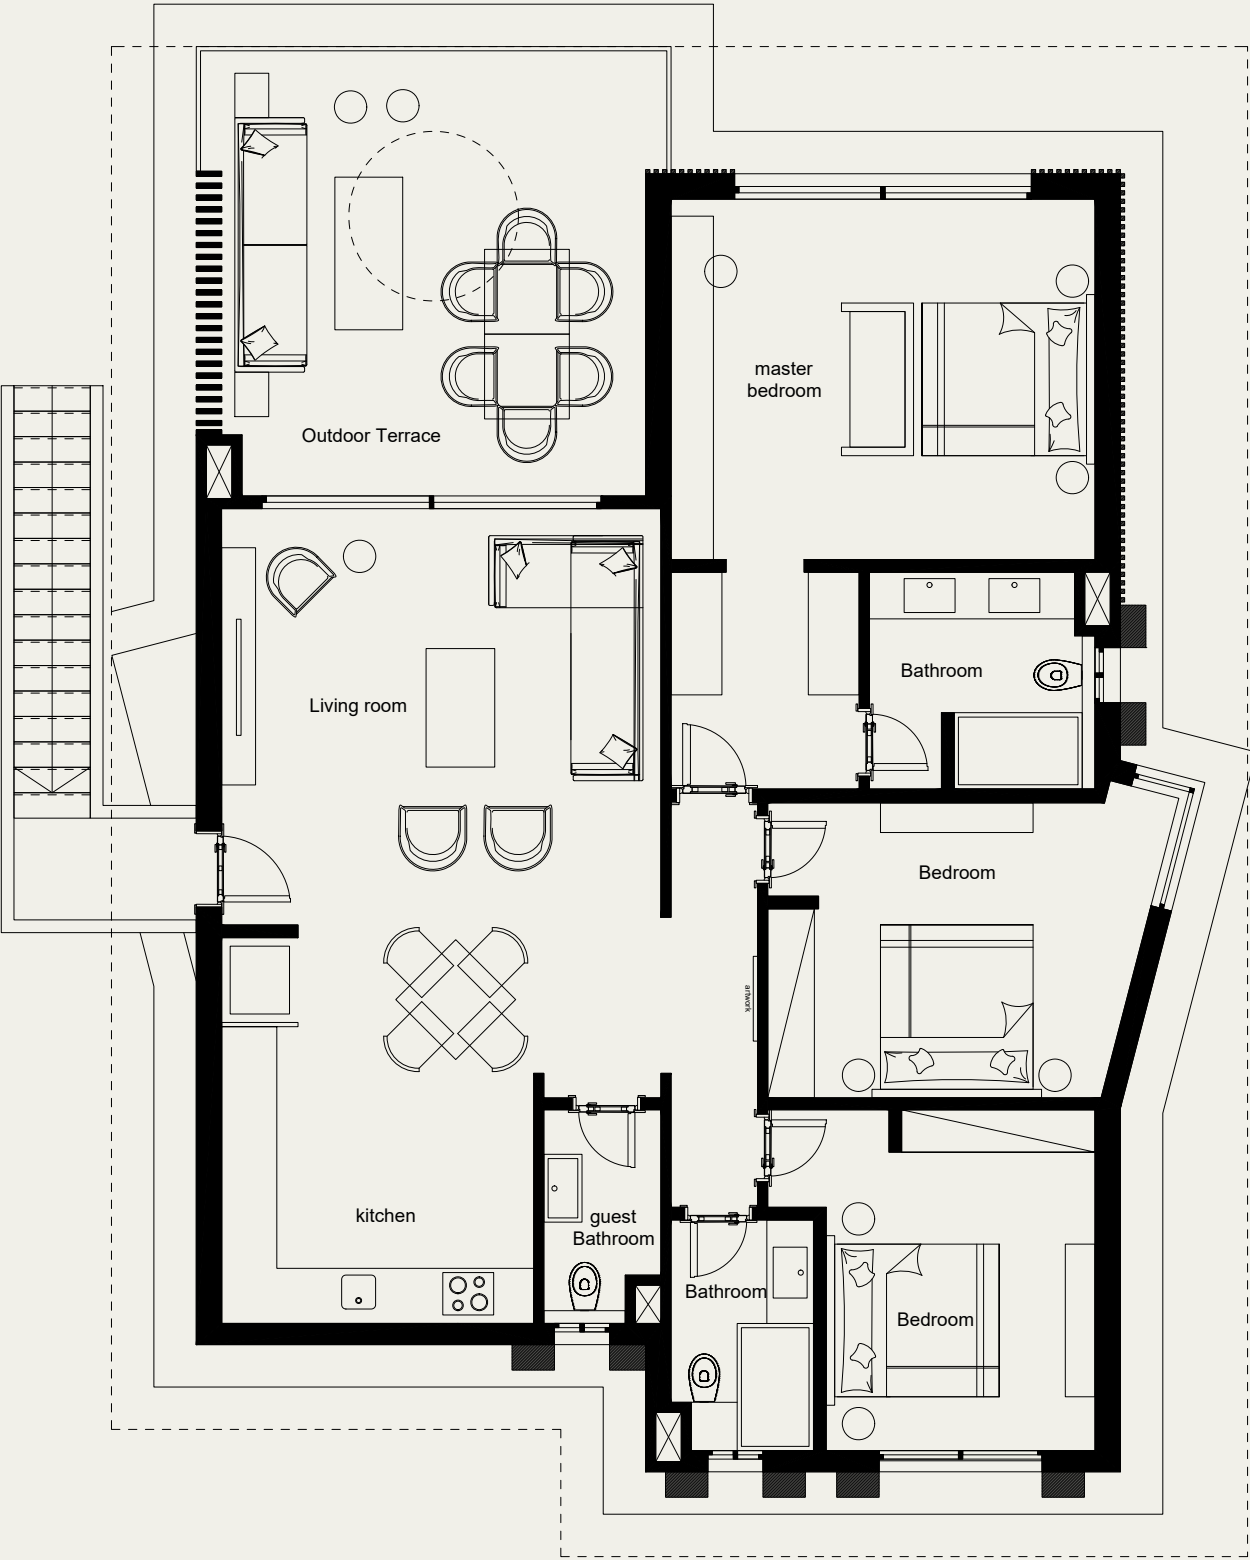 Outdoor Terrace
master
bedroom
Bathroom
Living room
Bedroom
artwork
kitchen
guest
Bathroom
Bathroom
Bedroom